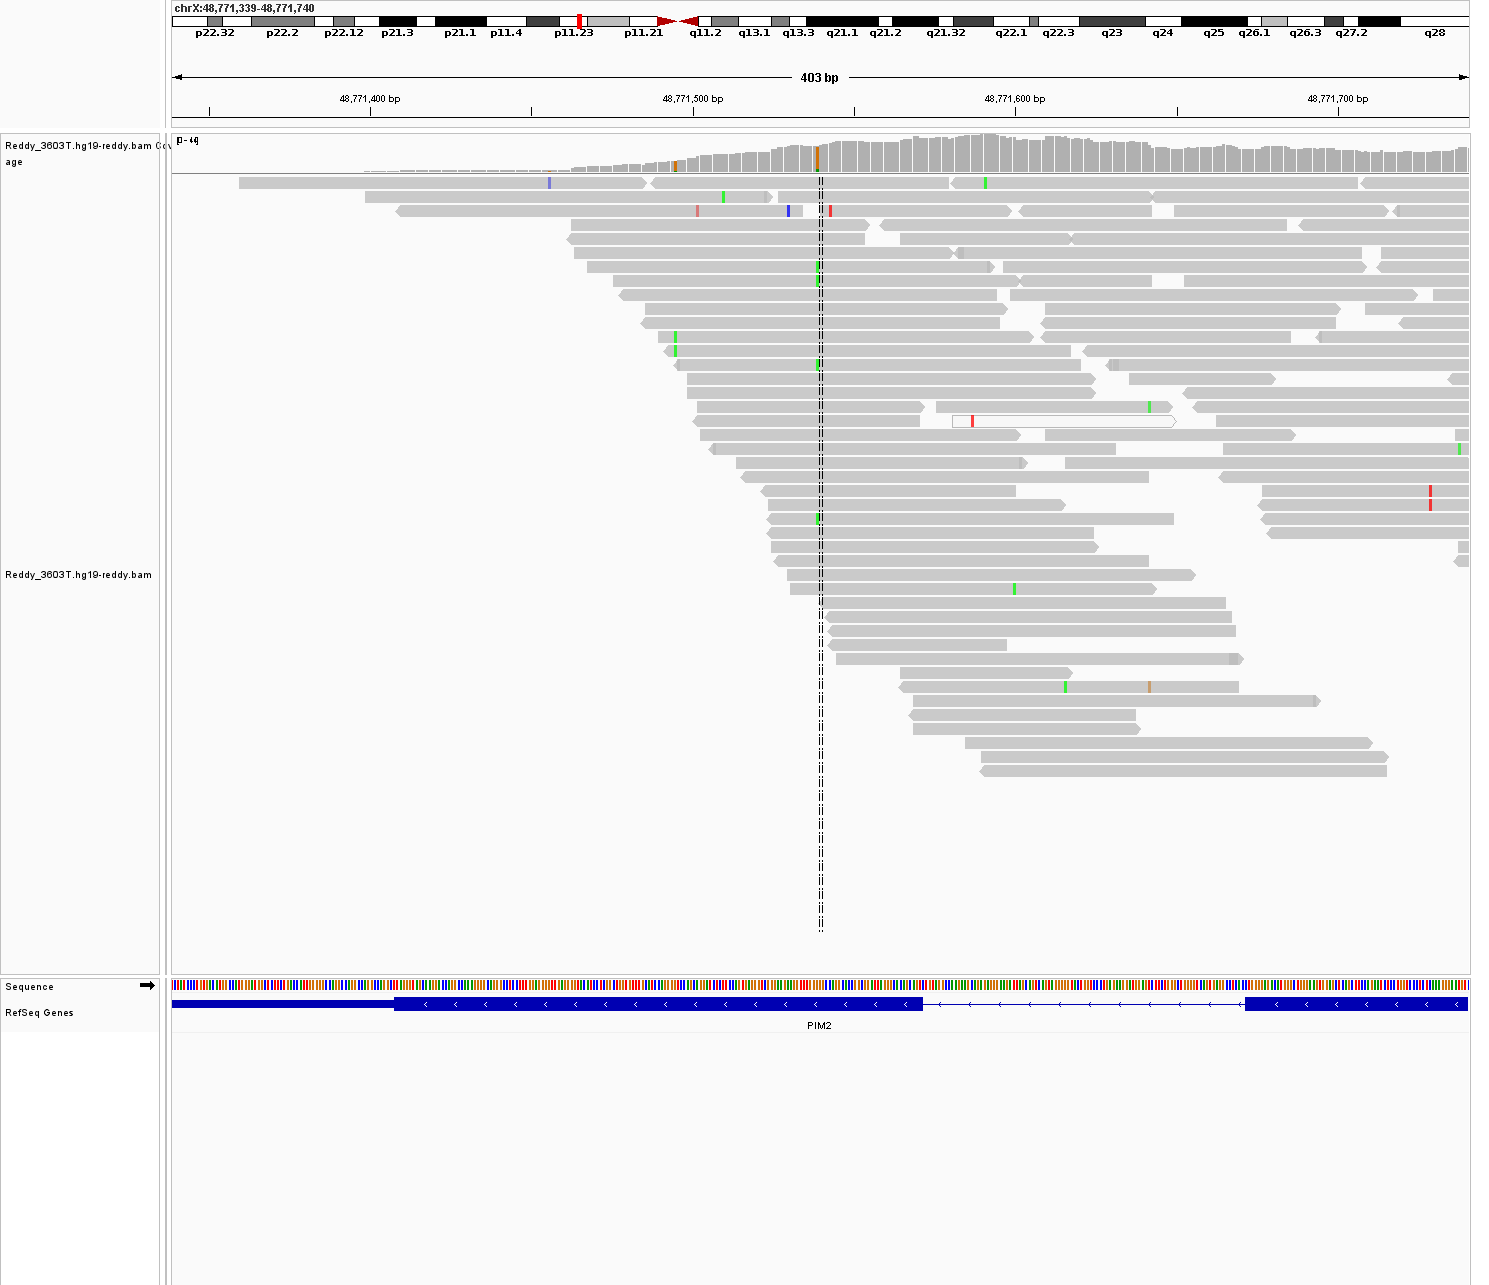 chrX:48,771,339-48,771,740
p22.32 p22.2 p22.12 p21.3 p21.1 p11.4 p11.23 p11.21 q11.2 q13.1 q13.3 q21.1 q21.2 q21.32 q22.1 q22.3 q23 q24 q25 q26.1 q26.3 q27.2 q28
403 bp
48,771,400 bp 48,771,500 bp 48,771,600 bp 48,771,700 bp
Reddy_3603T.hg19-reddy.bam Cov
age
Reddy_3603T.hg19-reddy.bam
Sequence
RefSeq Genes
PIM2